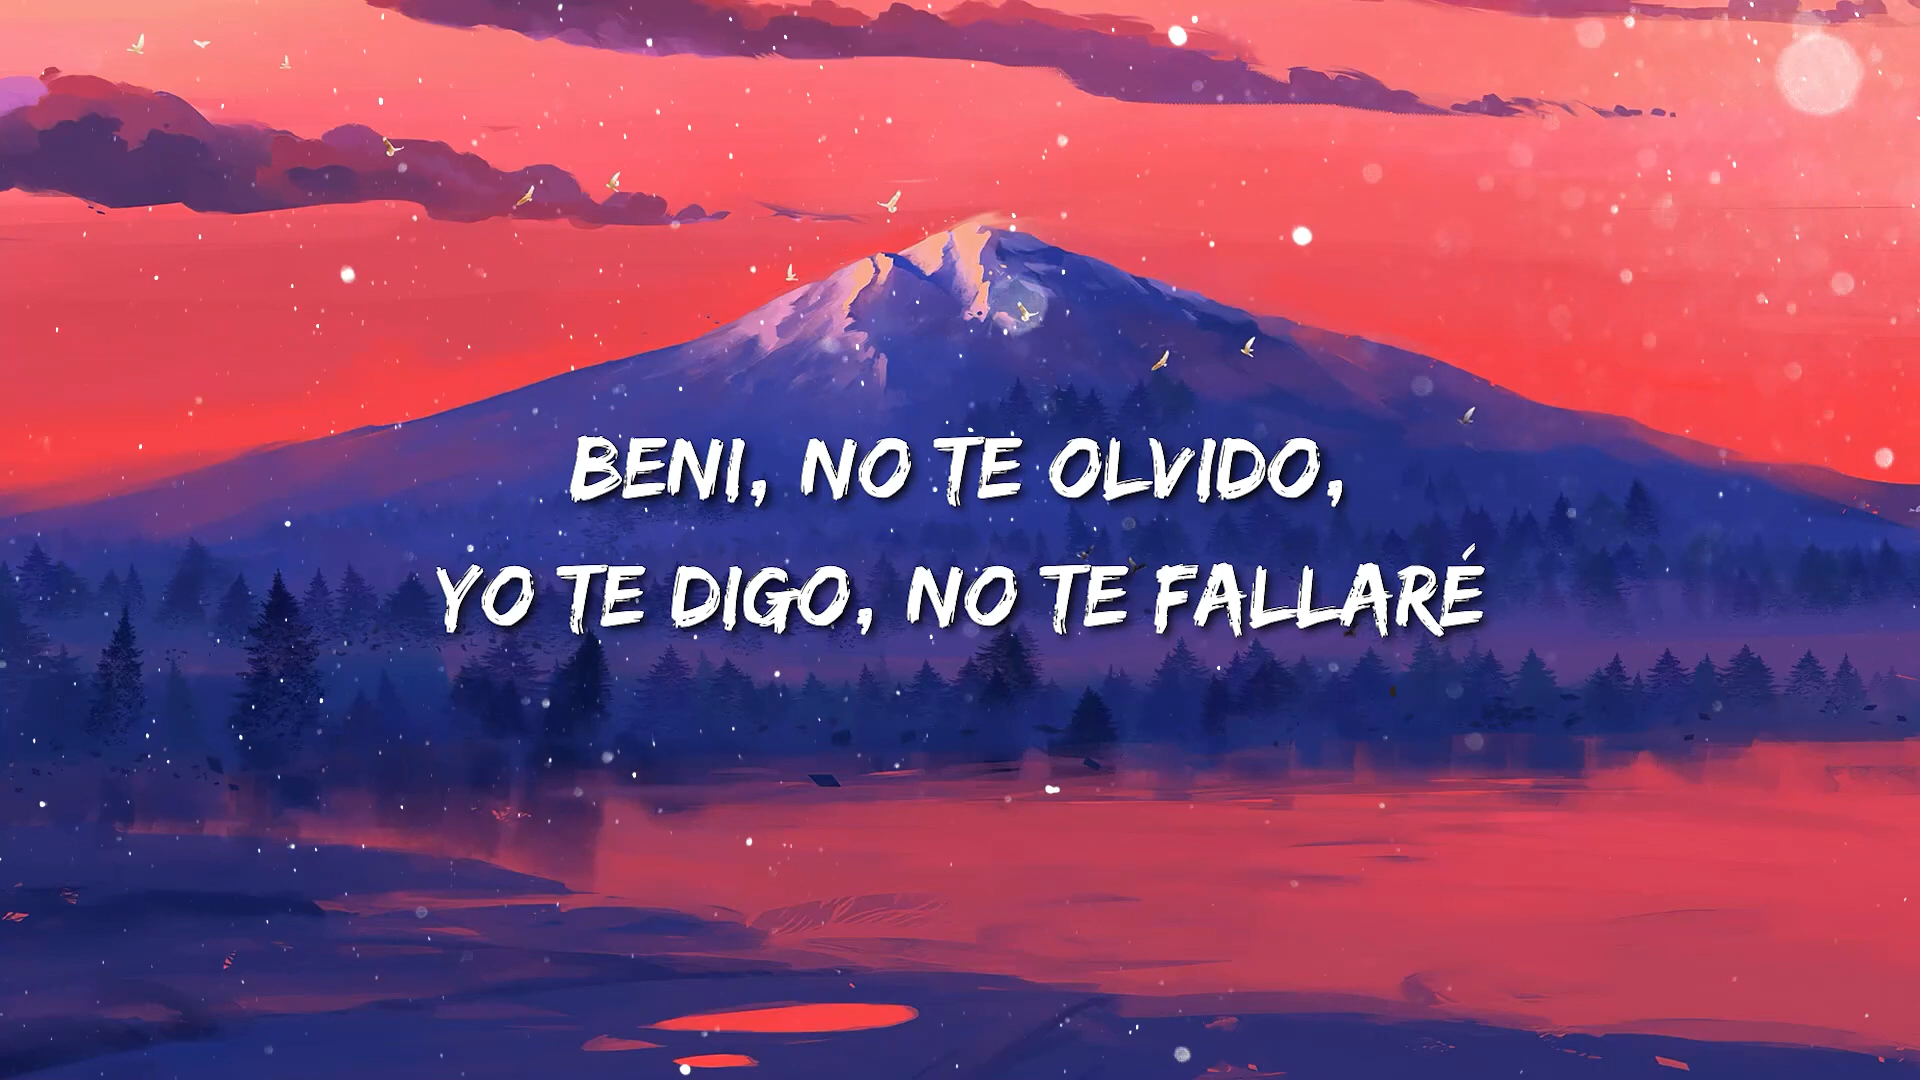 BENI, NO TE OLVIDO,
YO TE DIGO, NO TE FALLARÉ